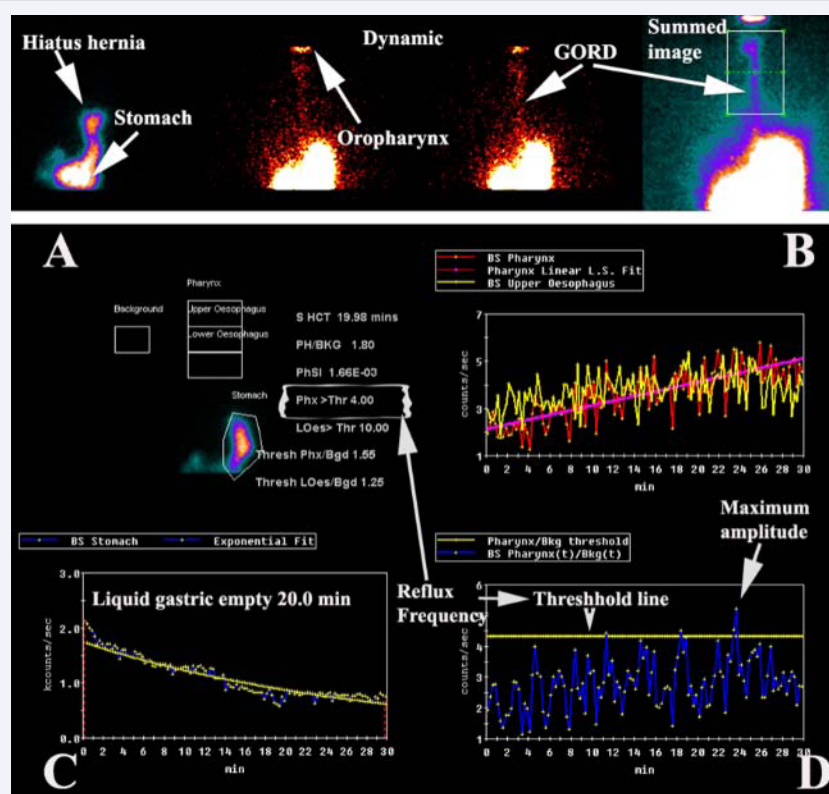 Hiatus hernia
Stomach
Dynamic
Oropharynx
GORD
Summed
image
A
Pharynx
Background
Upper Oesophagus
Lower Oesophagus
Stomach
S HCT 19.98 mins
PH/BKG 1.80
PhSI 1.66E-03
Phx >Thr 4.00
LOes> Thr 10.00
Thresh Phx/Bgd 1.55
Thresh LOes/Bgd 1.25
B
BS Pharynx
Pharynx Linear L.S. Fit
BS Upper Oesophagus
counts/sec
7
5
3
1
0 2 4 6 8 10 12 14 16 18 20 22 24 26 28 30
min
BS Stomach Exponential Fit
Liquid gastric empty 20.0 min
kcounts/sec
3.0
2.0
1.0
0.0
0 2 4 6 8 10 12 14 16 18 20 22 24 26 28 30
min
C
Reflux
Frequency
Maximum
amplitude
Pharynx/Bkg threshold
BS Pharynx(t)/Bkg(t)
Threshhold line
counts/sec
6
5
4
3
2
1
0 2 4 6 8 10 12 14 16 18 20 22 24 26 28 30
min
D